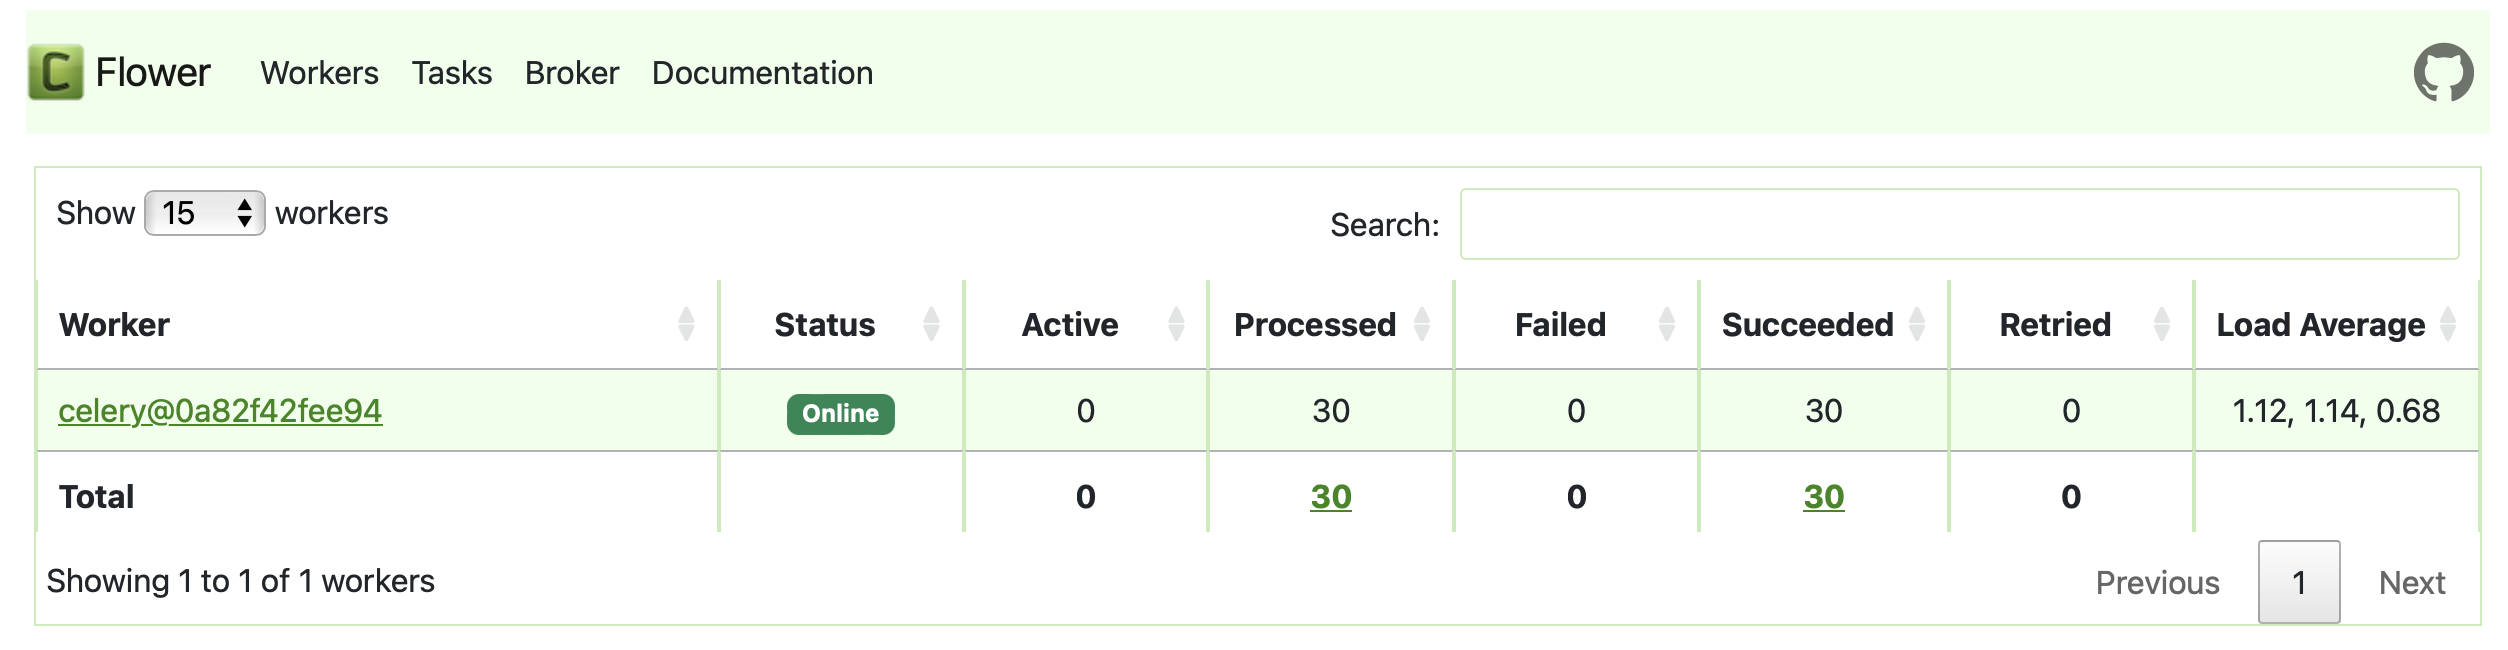 C Flower Workers Tasks Broker Documentation
Show 15 workers Search:
Worker Status Active Processed Failed Succeeded Retried Load Average
celery@0a82f42fee94 Online 0 30 0 30 0 1.12, 1.14, 0.68
Total 0 30 0 30 0
Showing 1 to 1 of 1 workers Previous 1 Next